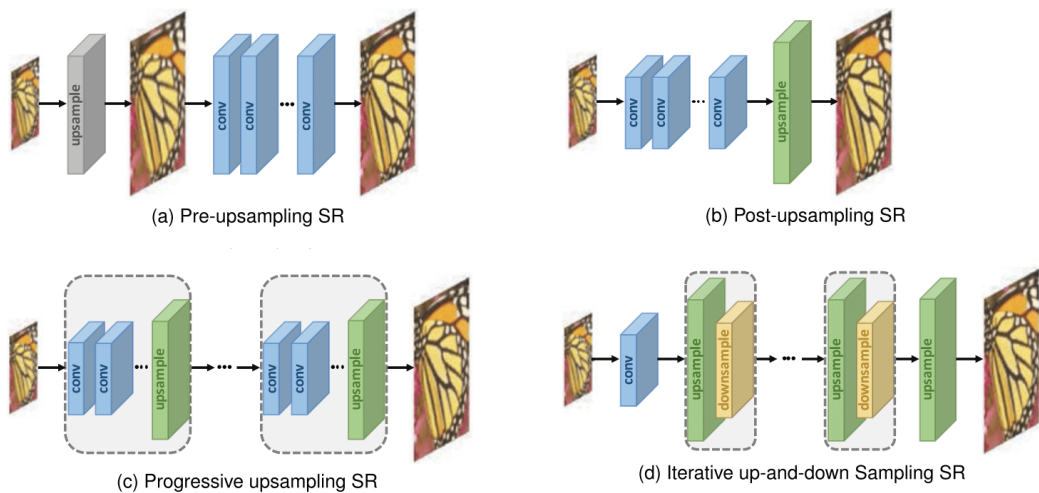 upsample
conv
conv
...
conv
(a) Pre-upsampling SR
conv
conv
...
conv
upsample
(b) Post-upsampling SR
conv
conv
...
upsample
...
conv
conv
...
upsample
(c) Progressive upsampling SR
conv
upsample
downsample
...
upsample
downsample
upsample
(d) Iterative up-and-down Sampling SR